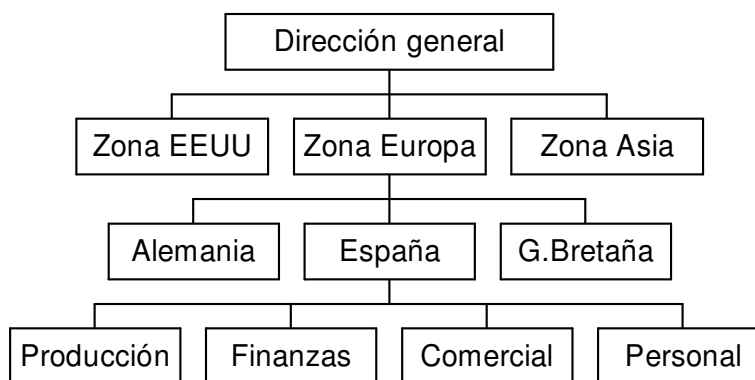 Dirección general
Zona EEUU
Zona Europa
Zona Asia
Alemania
España
G.Bretaña
Producción
Finanzas
Comercial
Personal